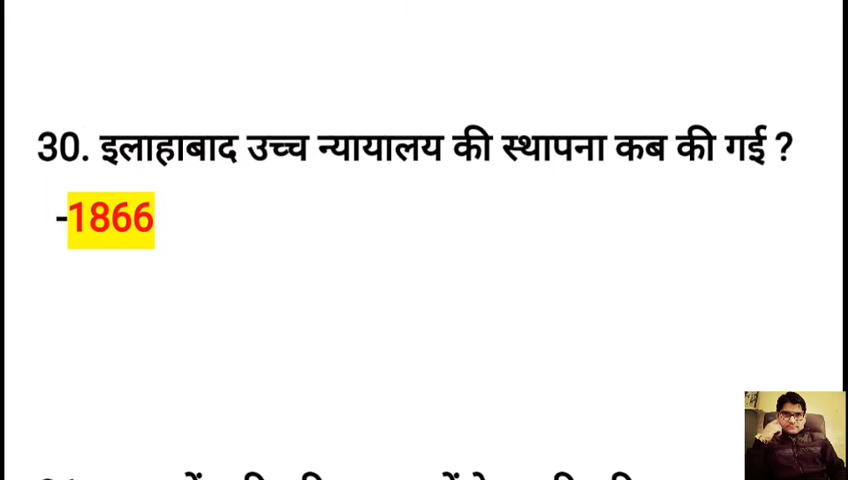 30. इलाहाबाद उच्च न्यायालय की स्थापना कब की गई ?
-1866